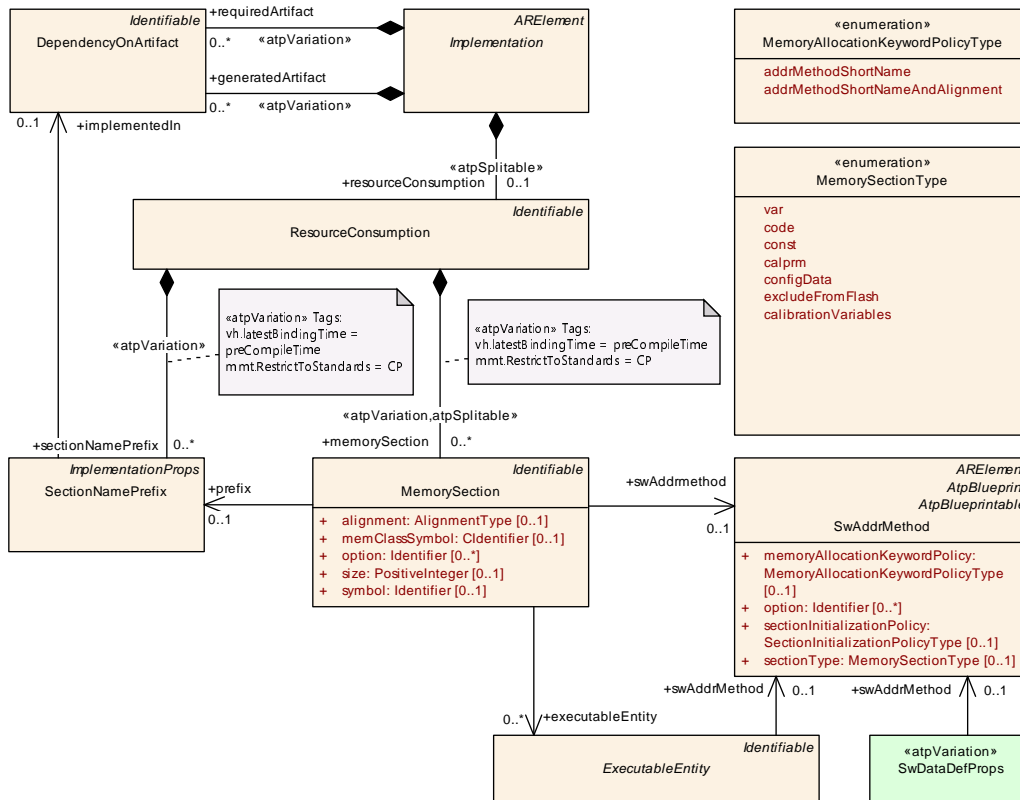 Identifiable
DependencyOnArtifact
+requiredArtifact
0..*
«atpVariation»
+generatedArtifact
0..*
«atpVariation»
ARElement
Implementation
«enumeration»
MemoryAllocationKeywordPolicyType
addrMethodShortName
addrMethodShortNameAndAlignment
0..1
+implementedIn
«atpSplitable»
+resourceConsumption
0..1
«enumeration»
MemorySectionType
var
code
const
calprm
configData
excludeFromFlash
calibrationVariables
Identifiable
ResourceConsumption
«atpVariation» Tags:
vh.latestBindingTime =
preCompileTime
mmt.RestrictToStandards = CP
«atpVariation» Tags:
vh.latestBindingTime = preCompileTime
mmt.RestrictToStandards = CP
«atpVariation»
+sectionNamePrefix
0..*
«atpVariation,atpSplitable»
+memorySection
0..*
ImplementationProps
SectionNamePrefix
+prefix
0..1
Identifiable
MemorySection
+ alignment: AlignmentType [0..1]
+ memClassSymbol: CIdentifier [0..1]
+ option: Identifier [0..*]
+ size: PositiveInteger [0..1]
+ symbol: Identifier [0..1]
+swAddrmethod
0..1
ARElemen
AtpBlueprin
AtpBlueprintable
SwAddrMethod
+ memoryAllocationKeywordPolicy:
MemoryAllocationKeywordPolicyType
[0..1]
+ option: Identifier [0..*]
+ sectionInitializationPolicy:
SectionInitializationPolicyType [0..1]
+ sectionType: MemorySectionType [0..1]
+swAddrMethod
0..1
+swAddrMethod
0..1
0..*
+executableEntity
Identifiable
ExecutableEntity
«atpVariation»
SwDataDefProps